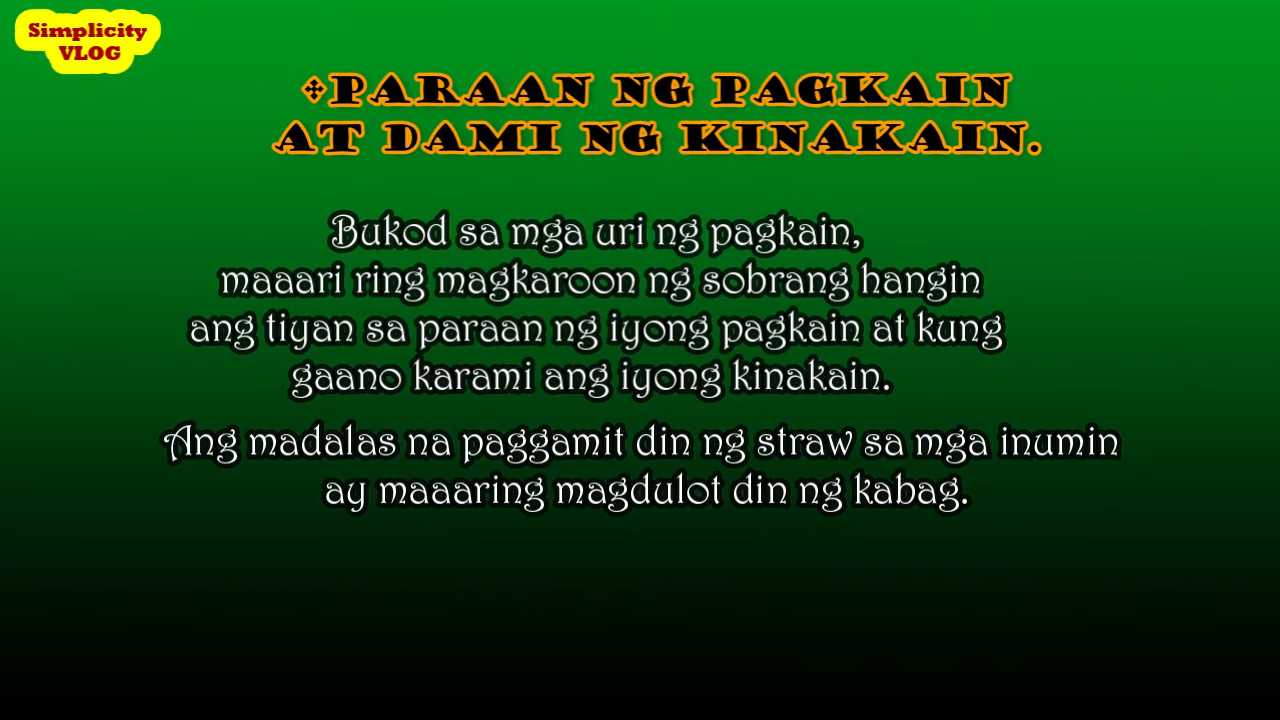 Simplicity
VLOG
❖PARAAN NG PAGKAIN
AT DAMI NG KINAKAIN.
Bukod sa mga uri ng pagkain,
maaari ring magkaroon ng sobrang hangin
ang tiyan sa paraan ng iyong pagkain at kung
gaano karami ang iyong kinakain.
Ang madalas na paggamit din ng straw sa mga inumin
ay maaaring magdulot din ng kabag.